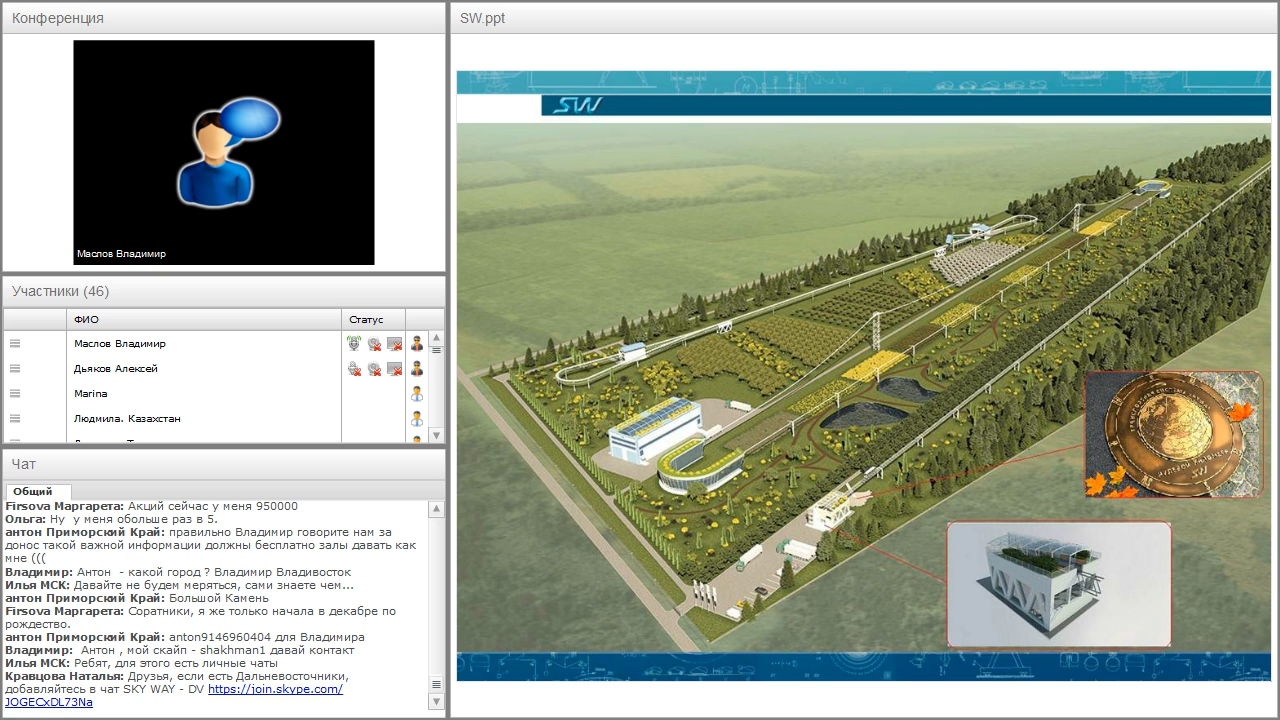 Конференция
Маслов Владимир
Участники (46)
ФИО Статус
Маслов Владимир
Дьяков Алексей
Marina
Людмила. Казахстан
Чат
Общий
Firsova Маргарета: Акций сейчас у меня 950000
Ольга: Ну у меня обольше раз в 5.
антон Приморский Край: правильно Владимир говорите нам за
донос такой важной информации должны бесплатно залы давать как
мне (((
Владимир: Антон - какой город ? Владимир Владивосток
Илья МСК: Давайте не будем меряться, сами знаете чем...
антон Приморский Край: Большой Камень
Firsova Маргарета: Соратники, я же только начала в декабре по
рождество.
антон Приморский Край: anton9146960404 для Владимира
Владимир: Антон , мой скайп - shakhman1 давай контакт
Илья МСК: Ребят, для этого есть личные чаты
Кравцова Наталья: Друзья, если есть Дальневосточники,
добавляйтесь в чат SKY WAY - DV https://join.skype.com/
JOGECxDL73Na
SW.ppt
SW
SW